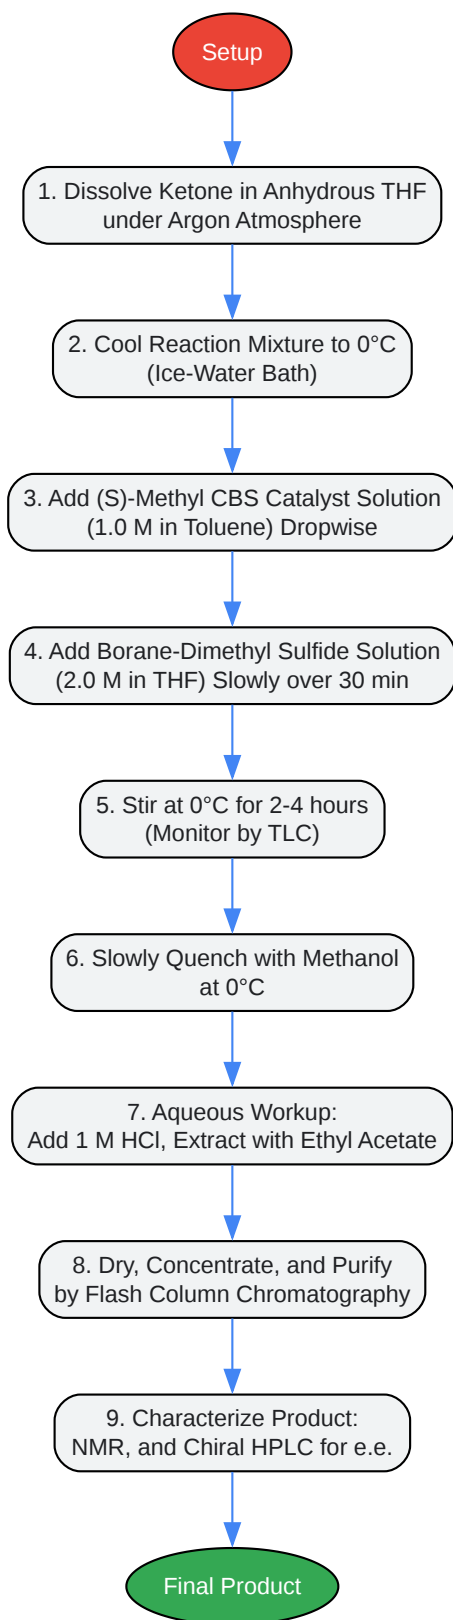 Setup
1. Dissolve Ketone in Anhydrous THF
under Argon Atmosphere
2. Cool Reaction Mixture to 0°C
(Ice-Water Bath)
3. Add (S)-Methyl CBS Catalyst Solution
(1.0 M in Toluene) Dropwise
4. Add Borane-Dimethyl Sulfide Solution
(2.0 M in THF) Slowly over 30 min
5. Stir at 0°C for 2-4 hours
(Monitor by TLC)
6. Slowly Quench with Methanol
at 0°C
7. Aqueous Workup:
Add 1 M HCl, Extract with Ethyl Acetate
8. Dry, Concentrate, and Purify
by Flash Column Chromatography
9. Characterize Product:
NMR, and Chiral HPLC for e.e.
Final Product